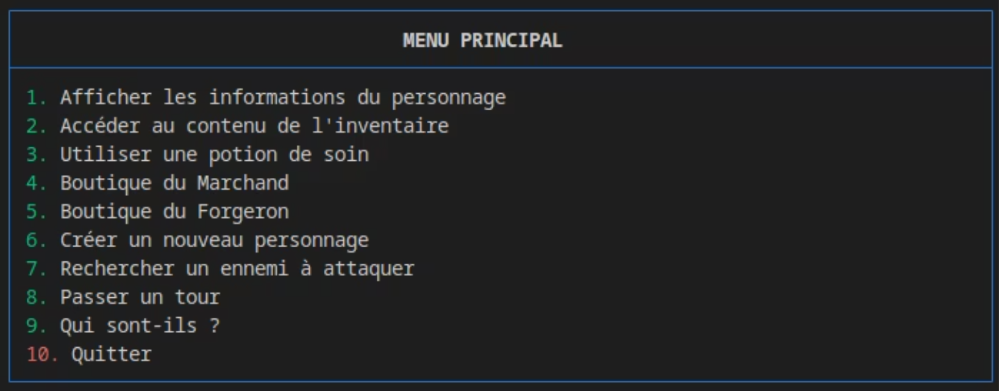 MENU PRINCIPAL
1. Afficher les informations du personnage
2. Accéder au contenu de l'inventaire
3. Utiliser une potion de soin
4. Boutique du Marchand
5. Boutique du Forgeron
6. Créer un nouveau personnage
7. Rechercher un ennemi à attaquer
8. Passer un tour
9. Qui sont-ils ?
10. Quitter